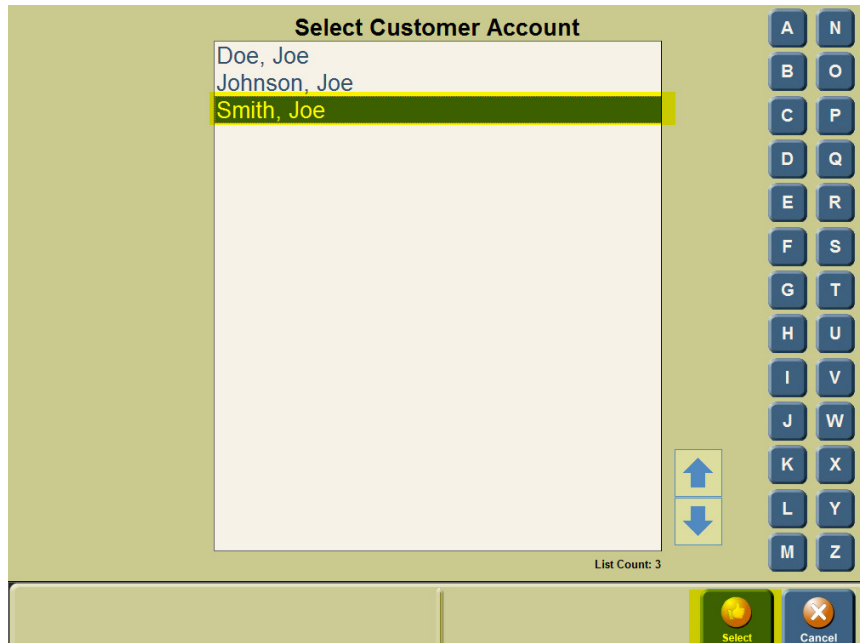 Select Customer Account
Doe, Joe
Johnson, Joe
Smith, Joe
List Count: 3
A N
B O
C P
D Q
E R
F S
G T
H U
I V
J W
K X
L Y
M Z
Select Cancel